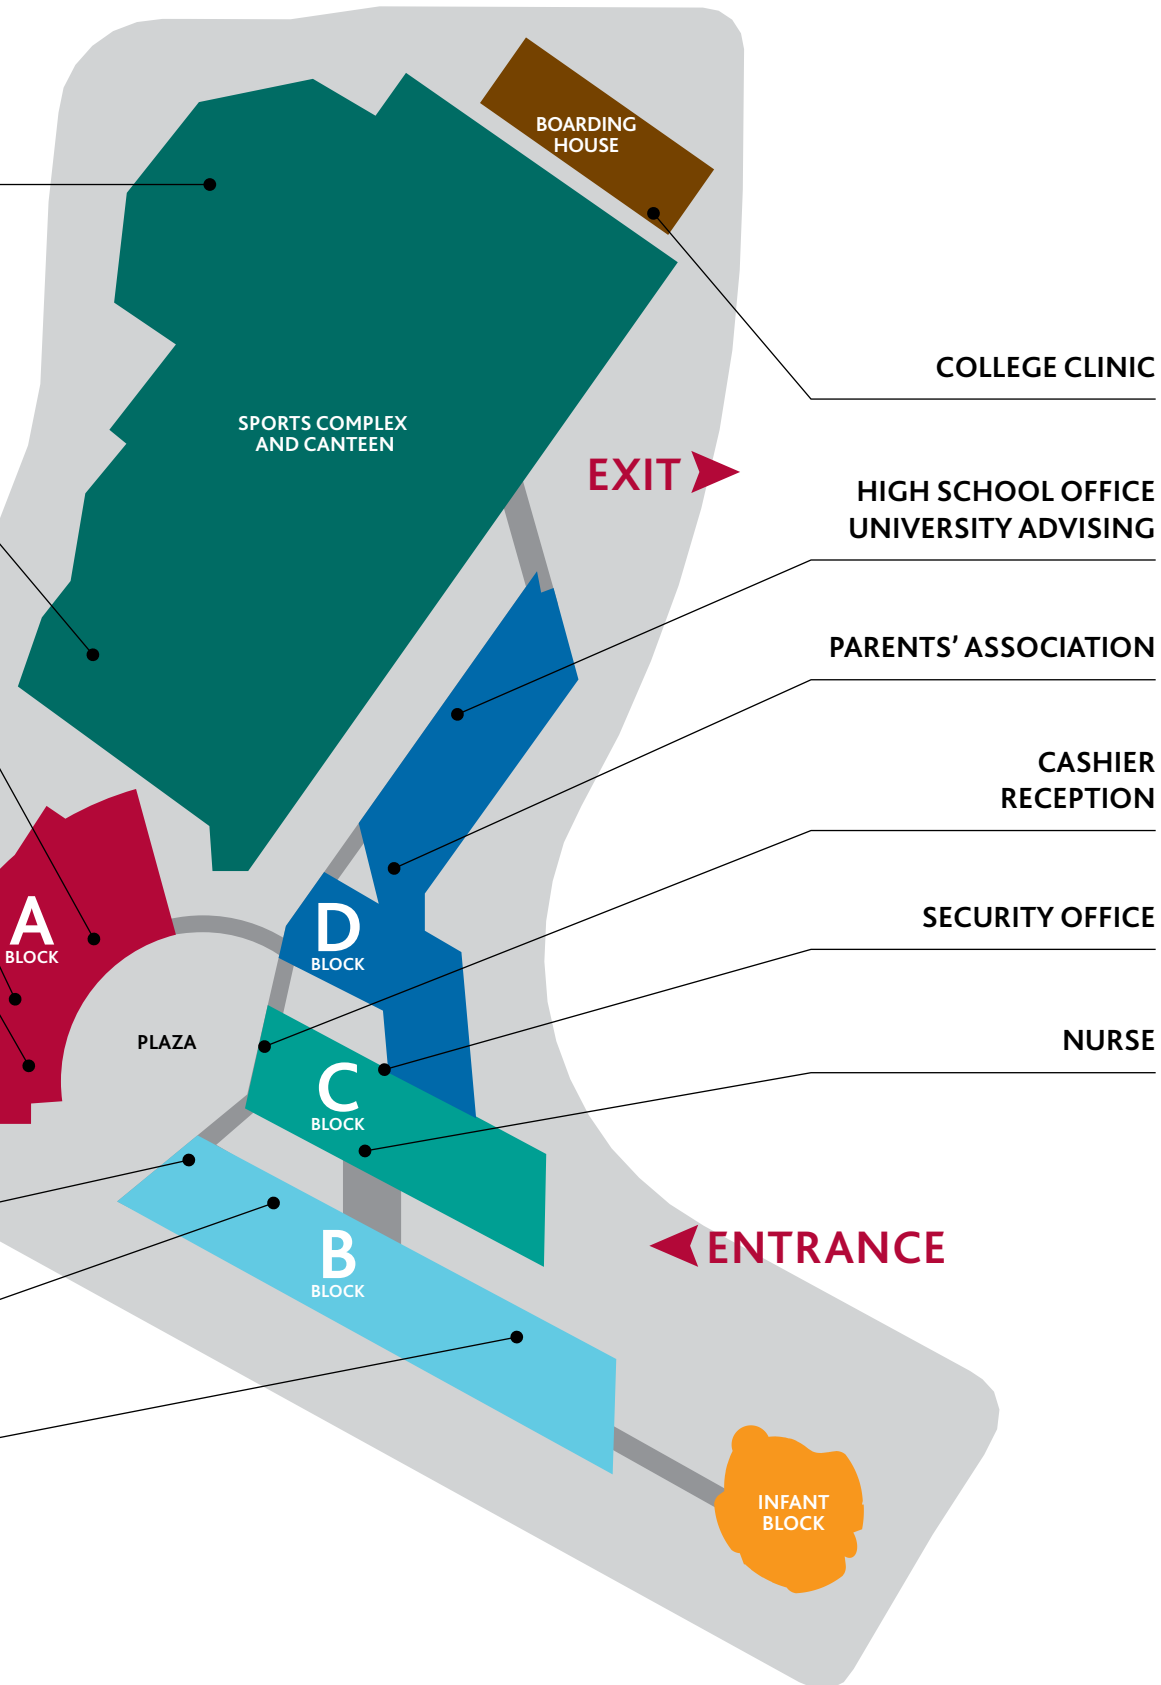 BOARDING
HOUSE
COLLEGE CLINIC
SPORTS COMPLEX
AND CANTEEN
EXIT
HIGH SCHOOL OFFICE
UNIVERSITY ADVISING
PARENTS’ ASSOCIATION
CASHIER
RECEPTION
A
BLOCK
D
BLOCK
SECURITY OFFICE
PLAZA
NURSE
C
BLOCK
B
BLOCK
ENTRANCE
INFANT
BLOCK